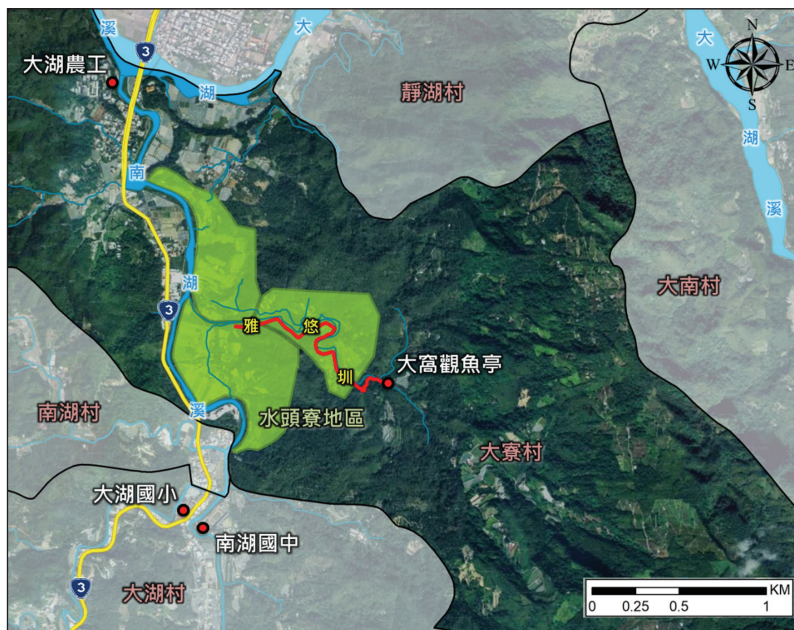 溪
3
大
大湖農工
湖
靜湖村
N
W E
S
大
湖
溪
南
湖
3
雅
悠
圳
大南村
大窩觀魚亭
南湖村
溪
水頭寮地區
大寮村
大湖國小
南湖國中
3
大湖村
KM
0 0.25 0.5 1